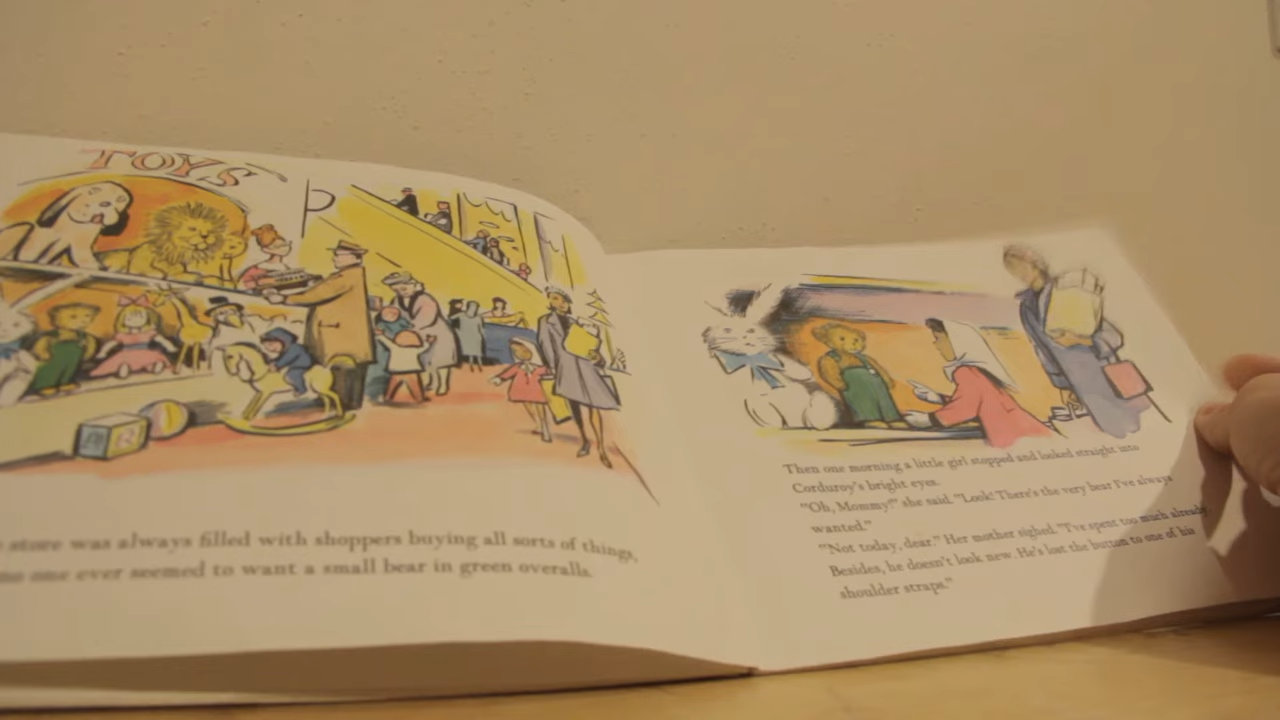 TOYS
store was always filled with shoppers buying all sorts of things,
no one ever seemed to want a small bear in green overalls.
Then one morning a little girl stopped and looked straight into
Corduroy's bright eyes.
"Oh, Mommy!" she said. "Look! There's the very bear I've always
wanted."
"Not today, dear." Her mother sighed. "I've spent too much already.
Besides, he doesn't look new. He's lost the button to one of his
shoulder straps."